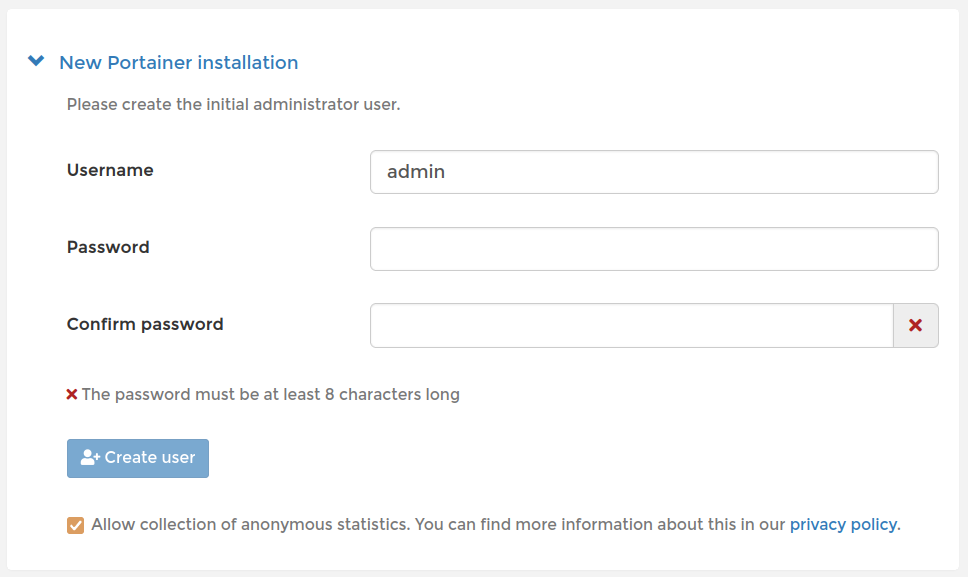 New Portainer installation
Please create the initial administrator user.
Username
admin
Password
Confirm password
The password must be at least 8 characters long
Create user
Allow collection of anonymous statistics. You can find more information about this in our privacy policy.